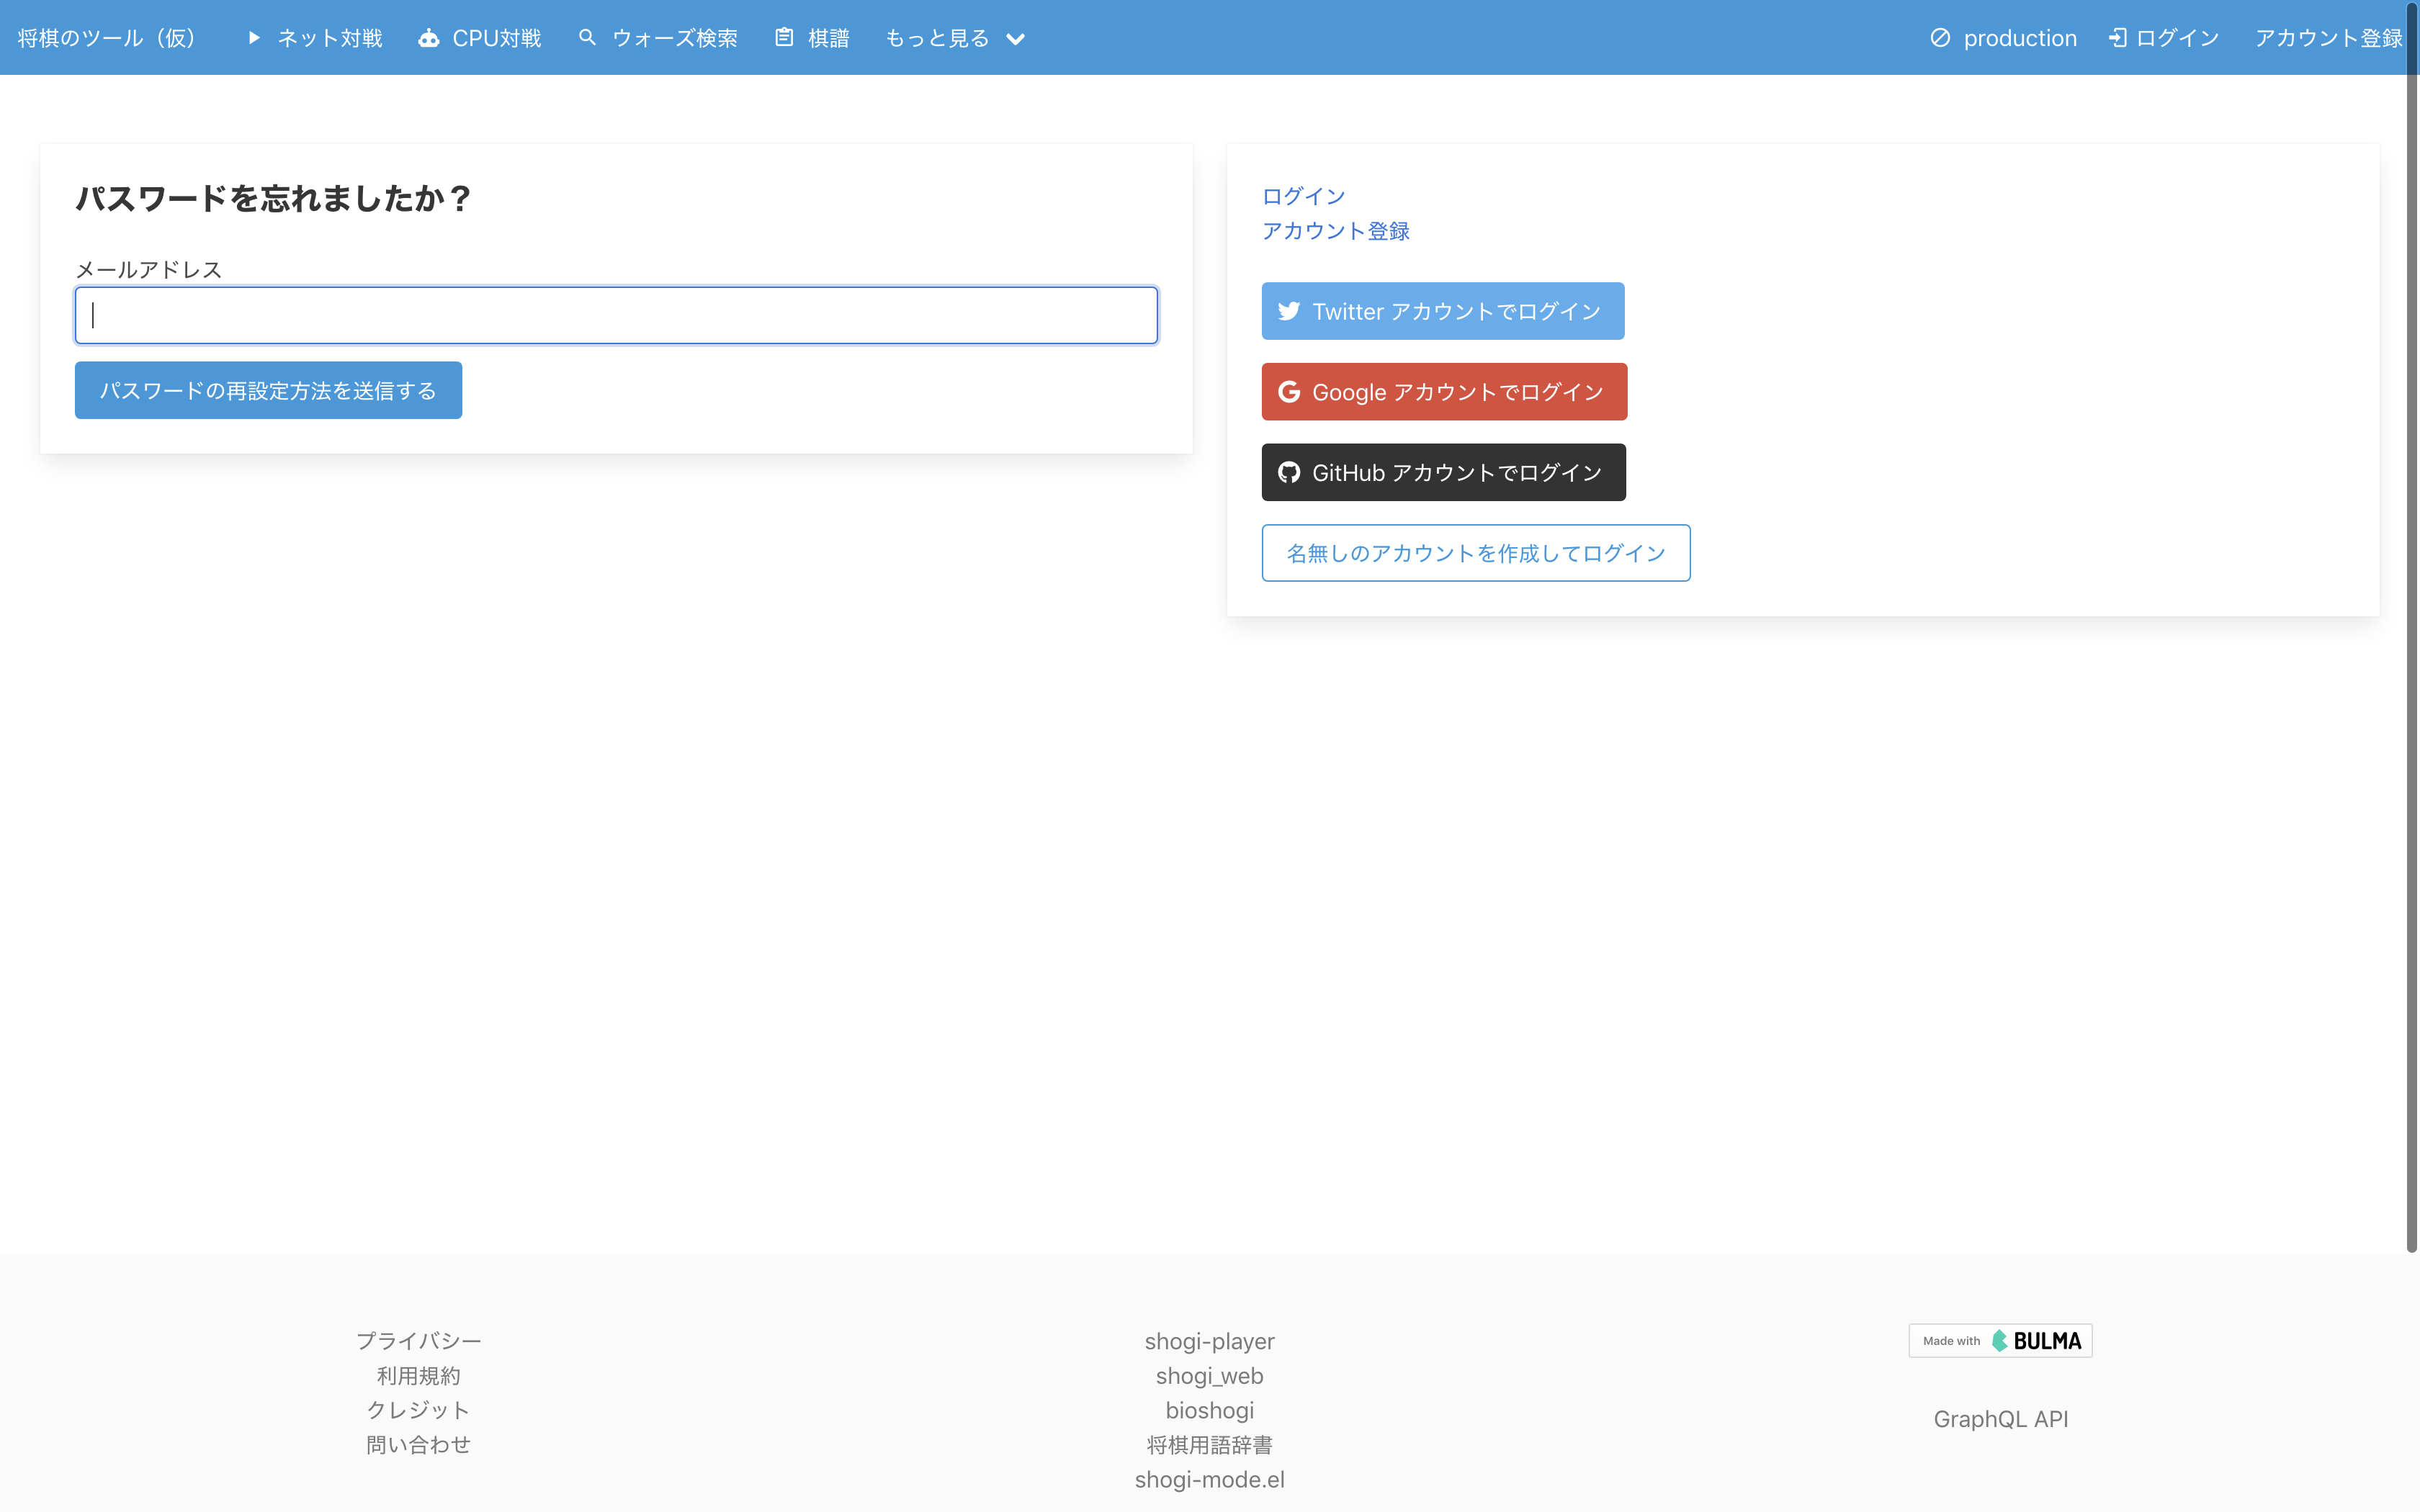 将棋のツール（仮） ネット対戦 CPU対戦 ウォーズ検索 棋譜 もっと見る production ログイン アカウント登録
パスワードを忘れましたか？
メールアドレス
パスワードの再設定方法を送信する
ログイン
アカウント登録
Twitter アカウントでログイン
Google アカウントでログイン
GitHub アカウントでログイン
名無しのアカウントを作成してログイン
プライバシー
利用規約
クレジット
問い合わせ
shogi-player
shogi_web
bioshogi
将棋用語辞書
shogi-mode.el
Made with BULMA
GraphQL API